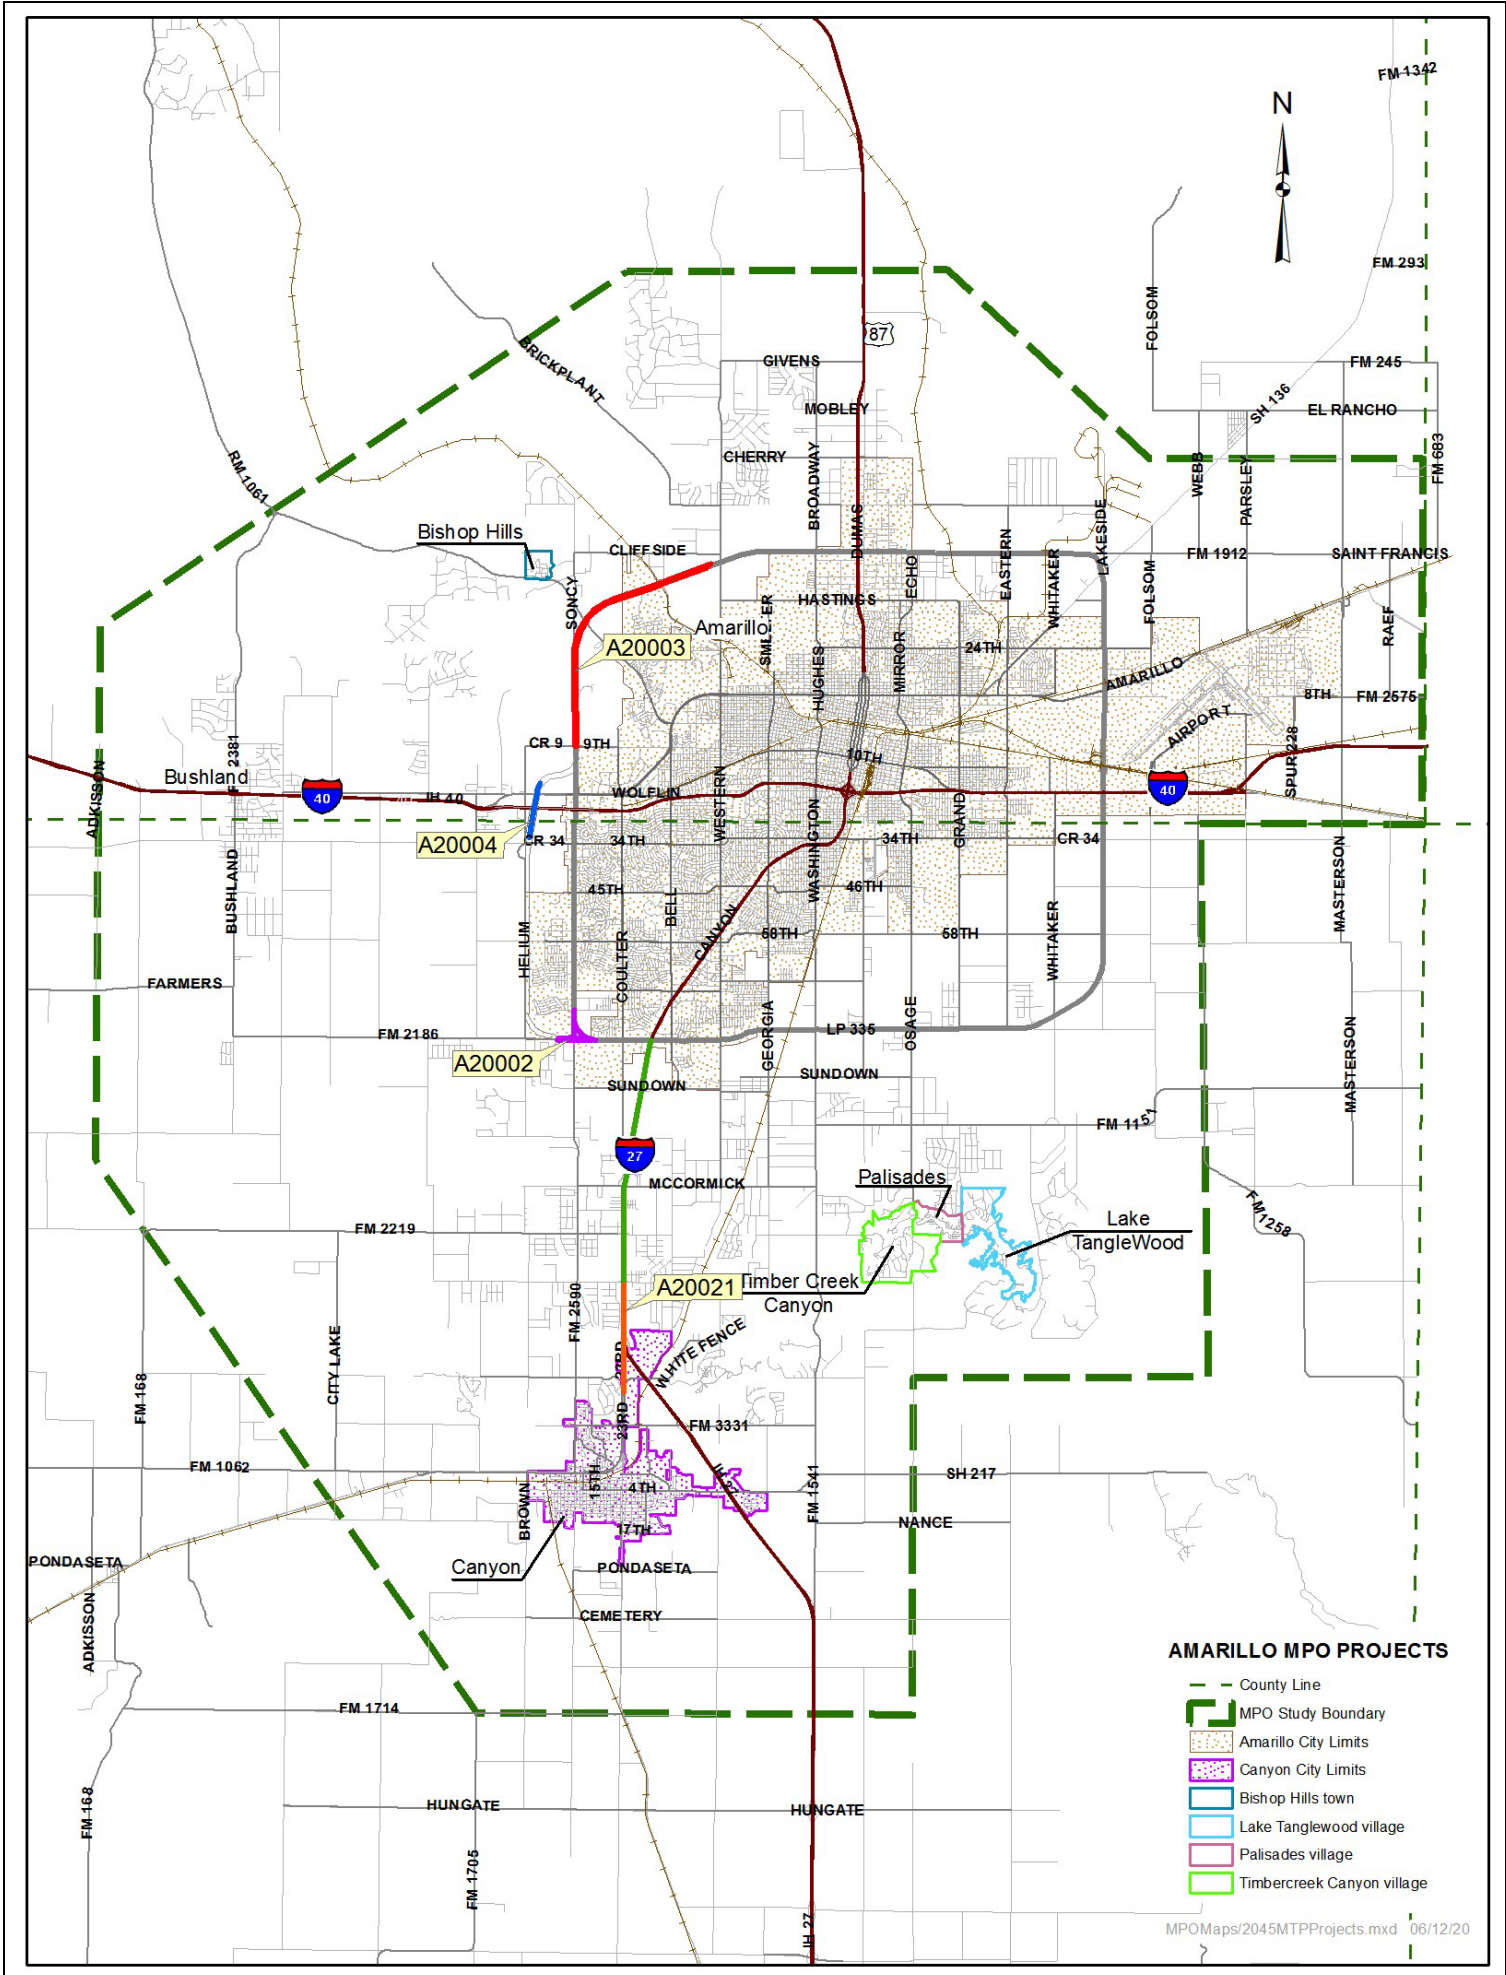 FM 1342
N
FM 293
FOLSOM
87
BRICKPLANT
GIVENS
FM 245
MOBLEY
SH 136
EL RANCHO
CHERRY
BROADWAY
RM 1061
WEBB
PARSLEY
FM 683
Bishop Hills
DUMAS
LAKESIDE
CLIFFSIDE
ECHO
EASTERN
WHITAKER
FM 1912
SAINT FRANCIS
SONCY
HASTINGS
FOLSOM
RAEF
Amarillo
A20003
HUGHES
MIRROR
24TH
AMARILLO
8TH
FM 2575
AIRPORT
2381
CR 9
9TH
10TH
SPUR 228
Bushland
ADKISSON
40
IH 40
WOLFLIN
WESTERN
40
A20004
CR 34
34TH
WASHINGTON
34TH
GRAND
CR 34
BUSHLAND
45TH
BELL
46TH
MASTERSON
HELIUM
COULTER
CANYON
58TH
58TH
WHITAKER
FARMERS
FM 2186
GEORGIA
LP 335
OSAGE
A20002
SUNDOWN
SUNDOWN
MASTERSON
FM 1151
27
MCCORMICK
Palisades
FM 2219
Lake
TangleWood
FM 1258
A20021
Timber Creek
Canyon
FM 2590
WHITE FENCE
CITY LAKE
23RD
FM 168
23RD
FM 3331
FM 1062
15TH
4TH
IH 27
FM 1541
SH 217
BROWN
17TH
NANCE
PONDASETA
Canyon
PONDASETA
ADKISSON
CEMETERY
FM 1714
FM 168
HUNGATE
HUNGATE
FM 1705
IH 27
AMARILLO MPO PROJECTS
County Line
MPO Study Boundary
Amarillo City Limits
Canyon City Limits
Bishop Hills town
Lake Tanglewood village
Palisades village
Timbercreek Canyon village
MPOMaps/2045MTPProjects.mxd 06/12/20